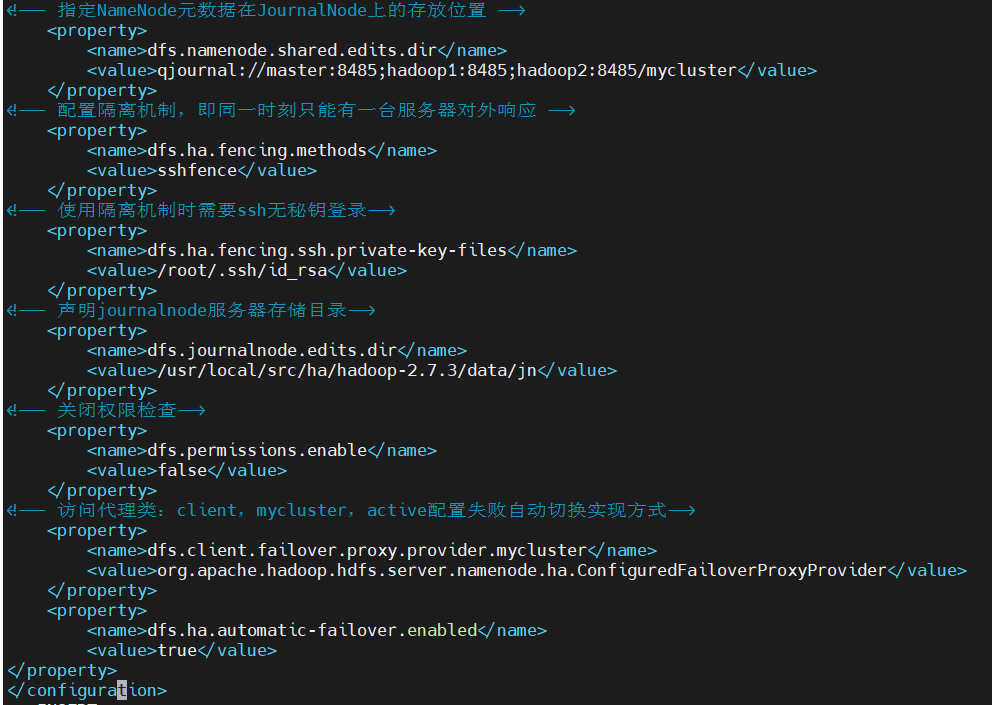 <!-- 指定NameNode元数据在JournalNode上的存放位置 -->
<property>
<name>dfs.namenode.shared.edits.dir</name>
<value>qjournal://master:8485;hadoop1:8485;hadoop2:8485/mycluster</value>
</property>
<!-- 配置隔离机制，即同一时刻只能有一台服务器对外响应 -->
<property>
<name>dfs.ha.fencing.methods</name>
<value>sshfence</value>
</property>
<!-- 使用隔离机制时需要ssh无秘钥登录-->
<property>
<name>dfs.ha.fencing.ssh.private-key-files</name>
<value>/root/.ssh/id_rsa</value>
</property>
<!-- 声明journalnode服务器存储目录-->
<property>
<name>dfs.journalnode.edits.dir</name>
<value>/usr/local/src/ha/hadoop-2.7.3/data/jn</value>
</property>
<!-- 关闭权限检查-->
<property>
<name>dfs.permissions.enable</name>
<value>false</value>
</property>
<!-- 访问代理类：client，mycluster，active配置失败自动切换实现方式-->
<property>
<name>dfs.client.failover.proxy.provider.mycluster</name>
<value>org.apache.hadoop.hdfs.server.namenode.ha.ConfiguredFailoverProxyProvider</value>
</property>
<property>
<name>dfs.ha.automatic-failover.enabled</name>
<value>true</value>
</property>
</configuration>